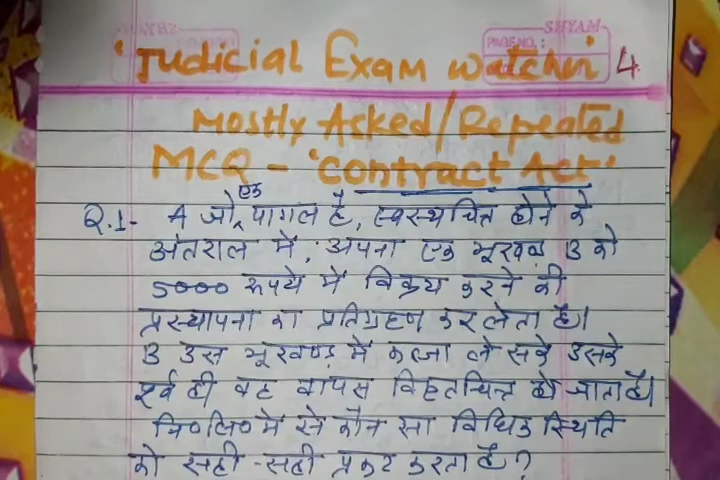 SHYAM
PAGE NO. :
'Judicial Exam watcher' 4
Mostly Asked/Repeated
MCQ - 'Contract Act'
Q.1- A जो एक पागल है, स्वस्थचित होने के
अंतराल में, अपना एक भूखण्ड B को
5000 रूपये में विक्रय करने की
प्रस्थापना का प्रतिग्रहण कर लेता है।
B उस भूखण्ड में कब्जा ले सके उसके
पूर्व ही वह वापस विकृतचित्त हो जाता है।
नि०लि० में से कौन सा विधिक स्थिति
को सही-सही प्रकट करता है?